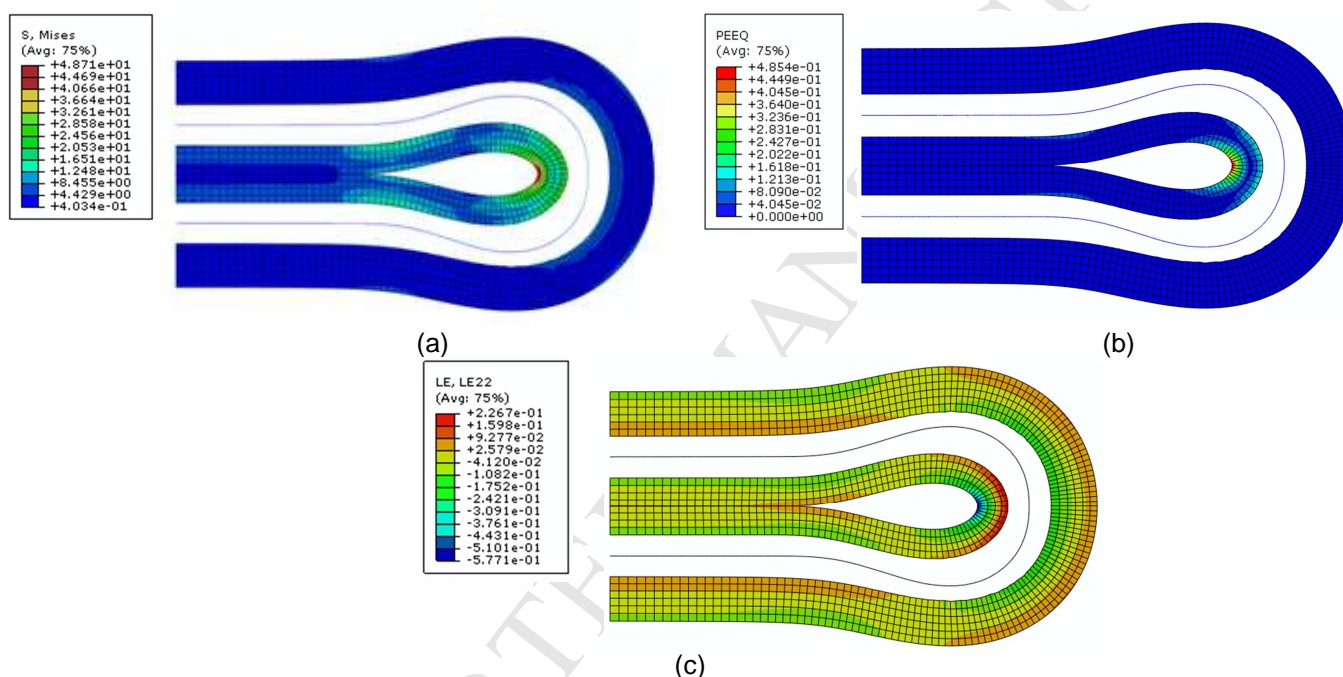 S, Mises
(Avg: 75%)
+4.871e+01
+4.469e+01
+4.066e+01
+3.664e+01
+3.261e+01
+2.858e+01
+2.456e+01
+2.053e+01
+1.651e+01
+1.248e+01
+8.455e+00
+4.429e+00
+4.034e-01
(a)
PEEQ
(Avg: 75%)
+4.854e-01
+4.449e-01
+4.045e-01
+3.640e-01
+3.236e-01
+2.831e-01
+2.427e-01
+2.022e-01
+1.618e-01
+1.213e-01
+8.090e-02
+4.045e-02
+0.000e+00
(b)
LE, LE22
(Avg: 75%)
+2.267e-01
+1.598e-01
+9.277e-02
+2.579e-02
-4.120e-02
-1.082e-01
-1.752e-01
-2.421e-01
-3.091e-01
-3.761e-01
-4.431e-01
-5.101e-01
-5.771e-01
(c)